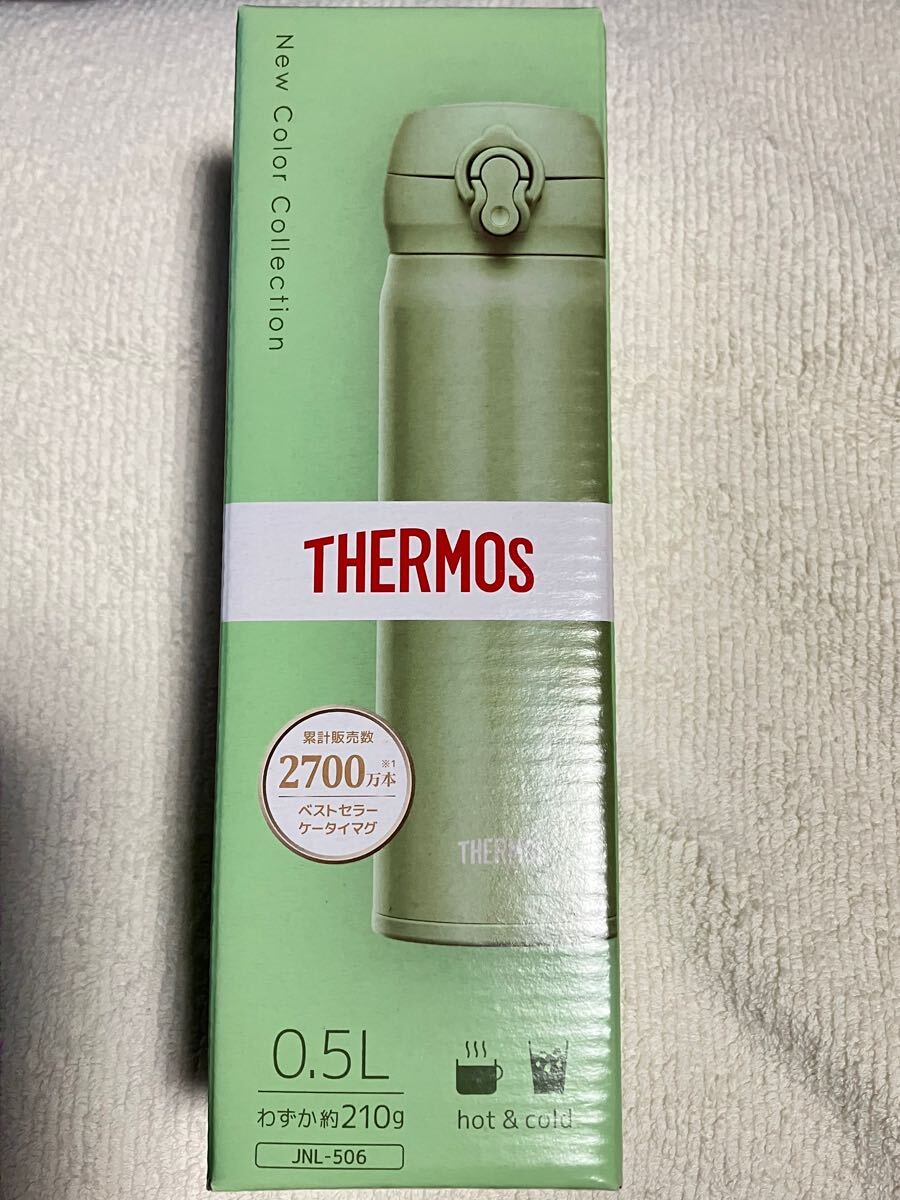 New Color Collection
THERMOS
累計販売数
2700万本※1
ベストセラー
ケータイマグ
THERMOS
0.5L
わずか約210g
JNL-506
hot & cold